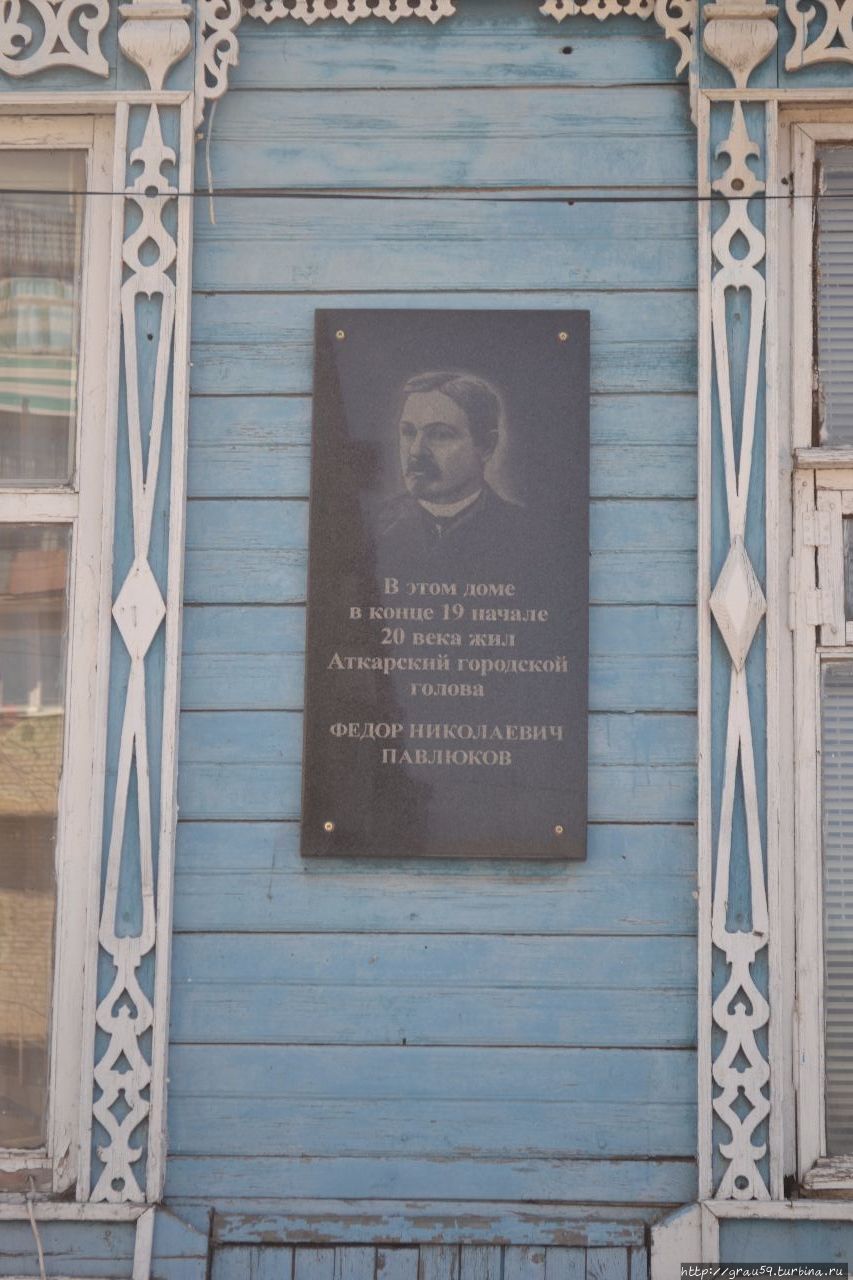 В этом доме
в конце 19 начале
20 века жил
Аткарский городской
голова
ФЕДОР НИКОЛАЕВИЧ
ПАВЛЮКОВ
http://grau59.turbina.ru